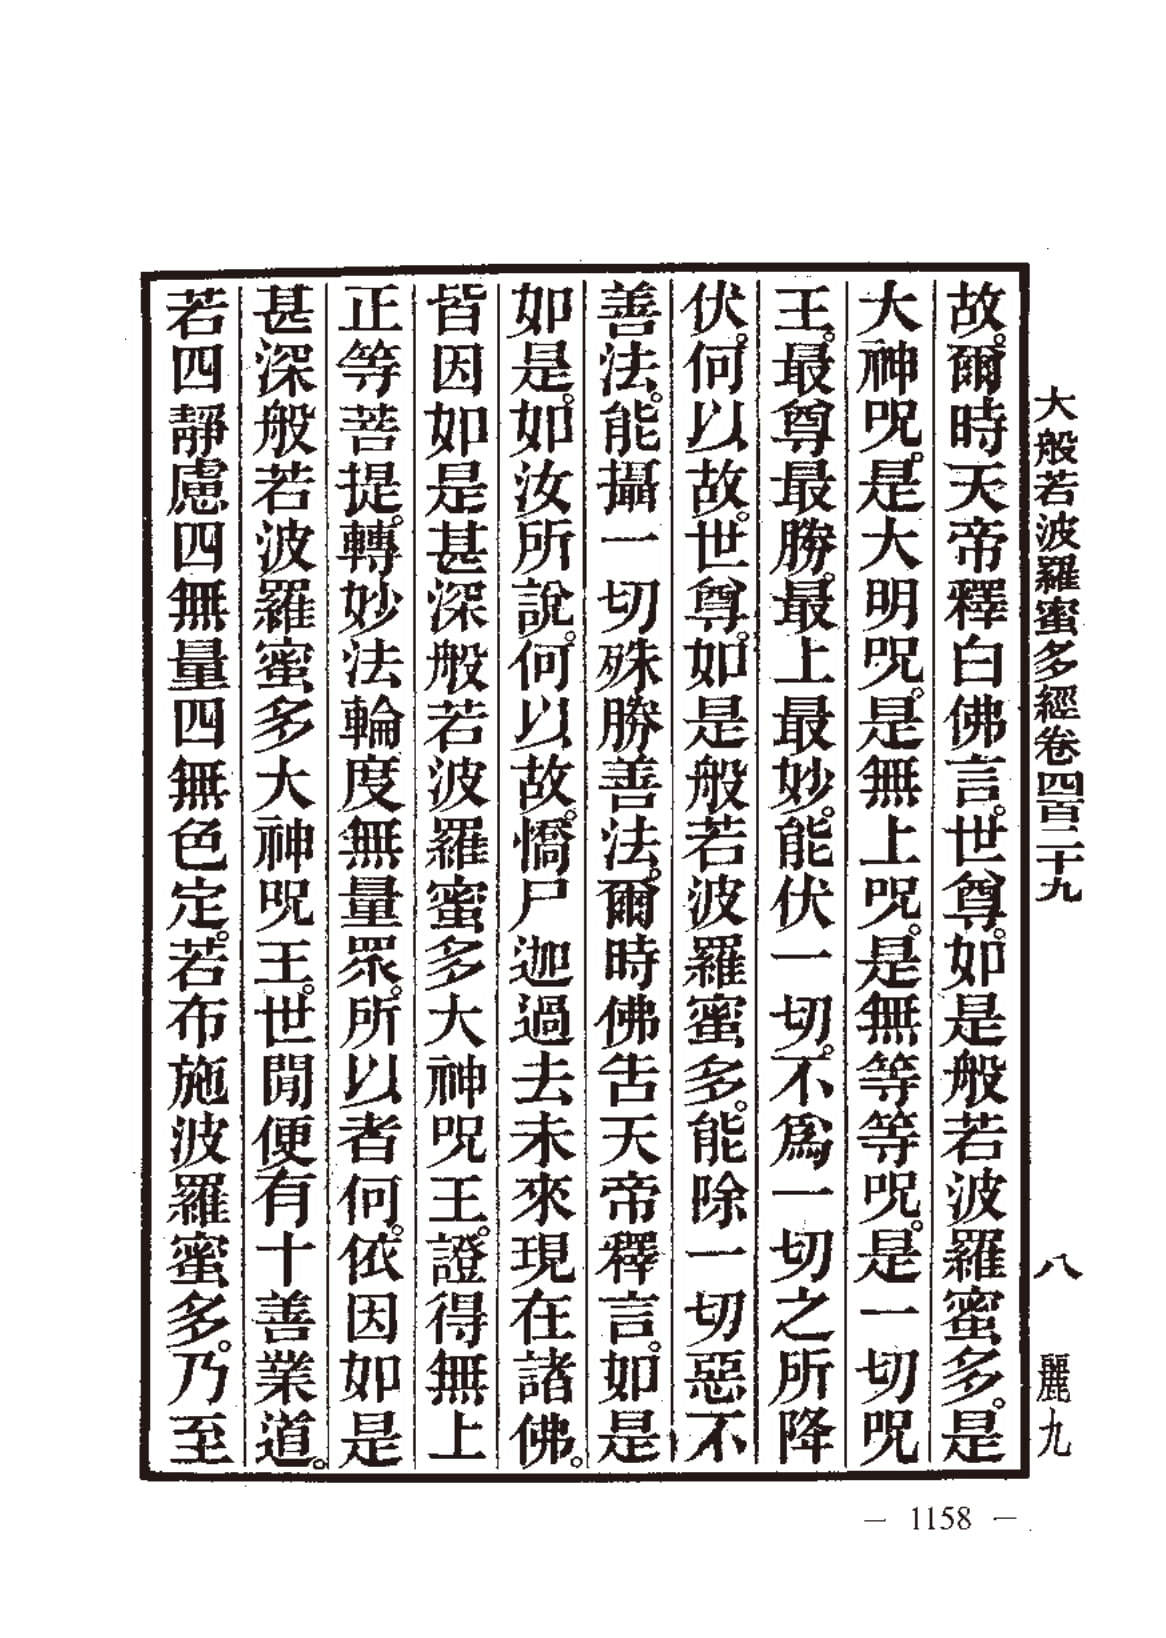 大般若波羅蜜多經卷四百二十九　八　麗九
故。爾時天帝釋白佛言。世尊。如是般若波羅蜜多。是
大神呪。是大明呪。是無上呪。是無等等呪。是一切呪
王。最尊最勝。最上最妙。能伏一切。不爲一切之所降
伏。何以故。世尊。如是般若波羅蜜多。能除一切惡不
善法。能攝一切殊勝善法。爾時佛告天帝釋言。如是
如是。如汝所說。何以故。憍尸迦過去未來現在諸佛。
皆因如是甚深般若波羅蜜多大神呪王。證得無上
正等菩提。轉妙法輪度無量眾。所以者何。依因如是
甚深般若波羅蜜多大神呪王。世閒便有十善業道。
若四靜慮四無量四無色定。若布施波羅蜜多。乃至
— 1158 —